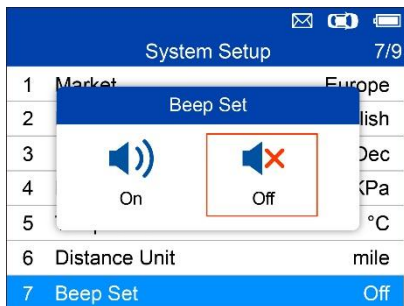 System Setup 7/9
1 Market Europe
Beep Set
2 lish
3 Dec
4 KPa
On Off
5 °C
6 Distance Unit mile
7 Beep Set Off